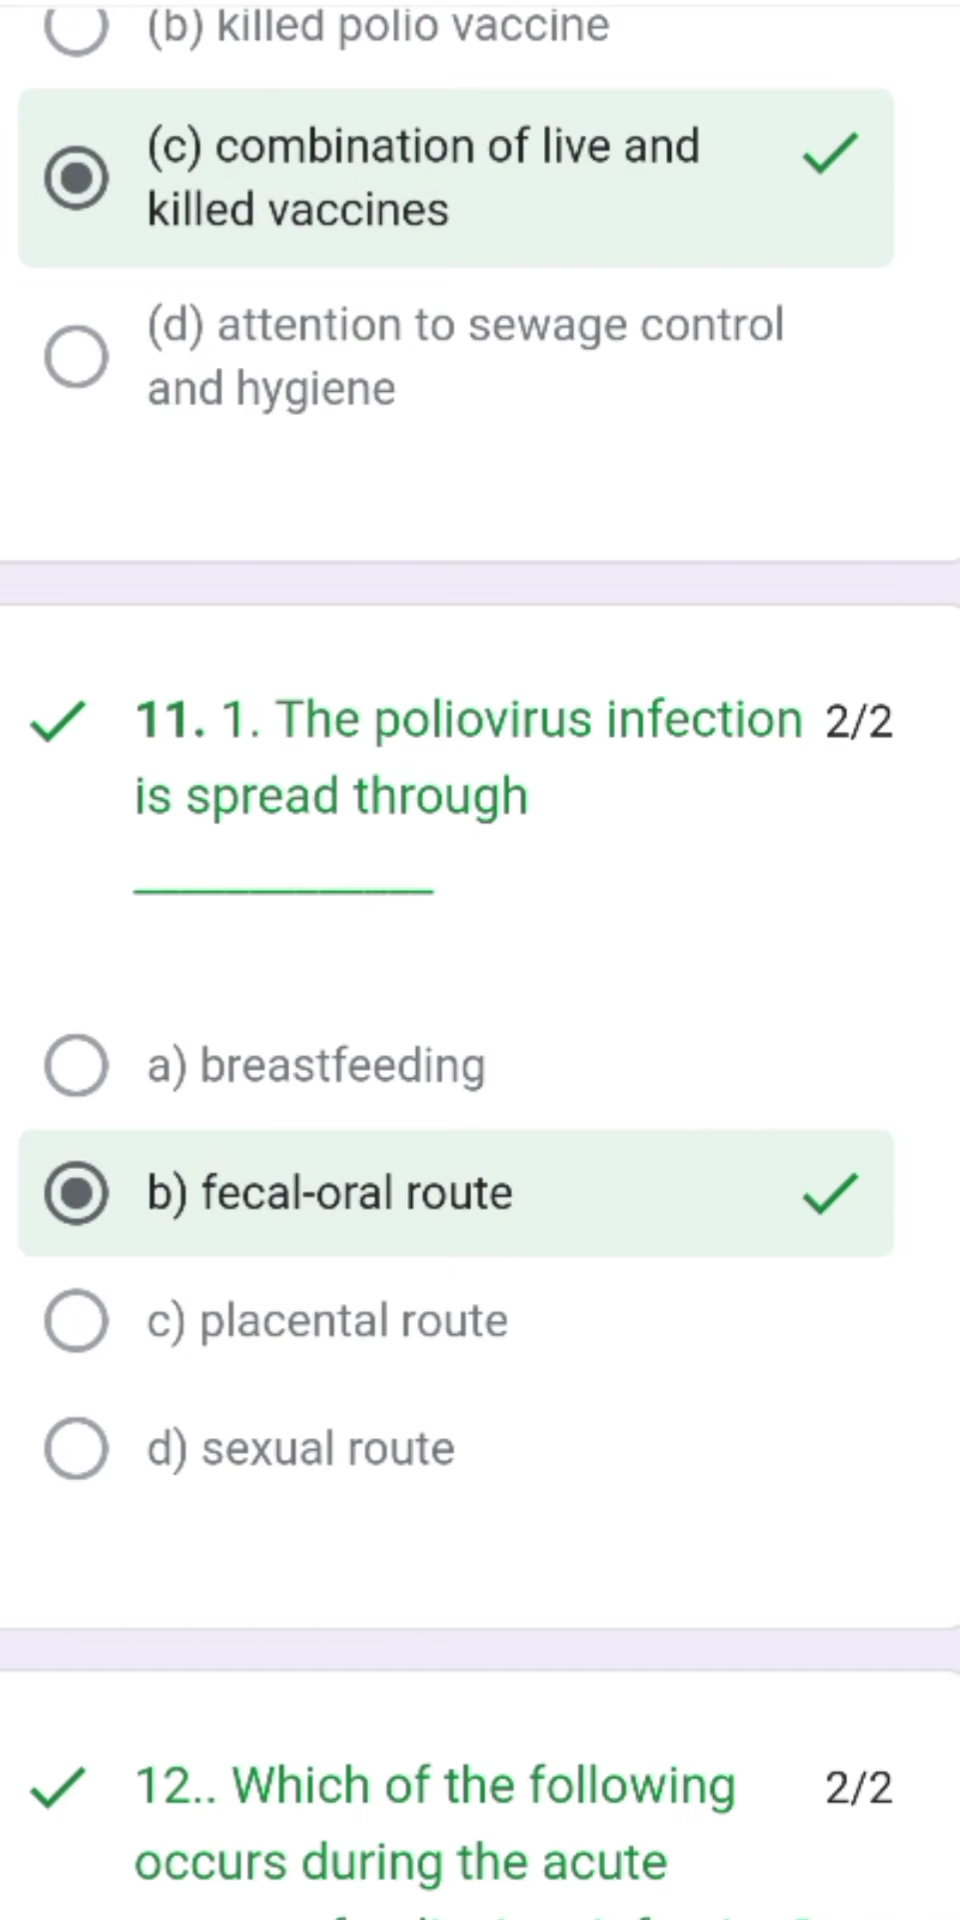 (b) killed polio vaccine
(c) combination of live and
killed vaccines
(d) attention to sewage control
and hygiene
11. 1. The poliovirus infection 2/2
is spread through
____________
a) breastfeeding
b) fecal-oral route
c) placental route
d) sexual route
12.. Which of the following 2/2
occurs during the acute